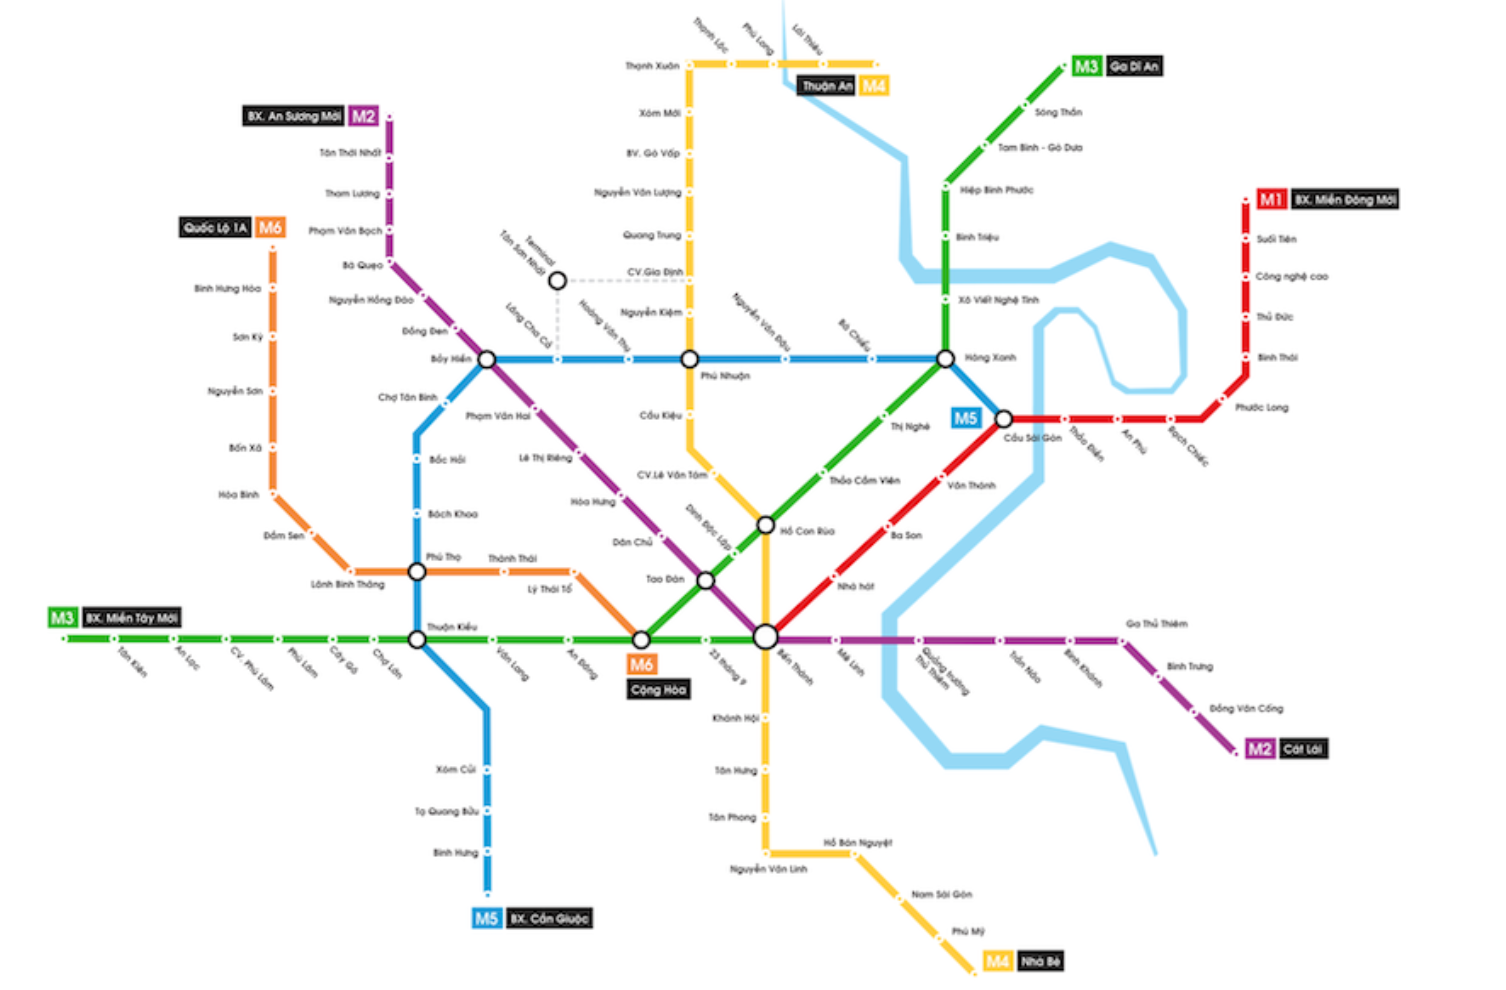 Thạnh Lộc
Phú Long
Lái Thiêu
Thạnh Xuân
Thuận An
M4
M3
Ga Dĩ An
Sóng Thần
Tam Bình - Gò Dưa
Hiệp Bình Phước
Bình Triệu
Xô Viết Nghệ Tĩnh
Hàng Xanh
Xóm Mới
BV. Gò Vấp
Nguyễn Văn Lượng
Quang Trung
CV.Gia Định
Nguyễn Kiệm
Phú Nhuận
Cầu Kiệu
CV.Lê Văn Tám
BX. An Sương Mới
M2
Tân Thới Nhất
Tham Lương
Phạm Văn Bạch
Bà Quẹo
Nguyễn Hồng Đào
Đồng Đen
Bảy Hiền
Phạm Văn Hai
Lê Thị Riêng
Hòa Hưng
Dân Chủ
Tao Đàn
Terminal
Tân Sơn Nhất
Lăng Cha Cả
Hoàng Văn Thụ
Nguyễn Văn Đậu
Bà Chiểu
M1
BX. Miền Đông Mới
Suối Tiên
Công nghệ cao
Thủ Đức
Bình Thái
Phước Long
Rạch Chiếc
An Phú
Thảo Điền
Cầu Sài Gòn
M5
Văn Thánh
Ba Son
Nhà hát
Thị Nghè
Thảo Cầm Viên
Hồ Con Rùa
Dinh Độc Lập
Quốc Lộ 1A
M6
Bình Hưng Hòa
Sơn Kỳ
Nguyễn Sơn
Bốn Xã
Hòa Bình
Đầm Sen
Lãnh Binh Thăng
Phú Thọ
Thành Thái
Lý Thái Tổ
M6
Cộng Hòa
Chợ Tân Bình
Bắc Hải
Bách Khoa
Thuận Kiều
Xóm Củi
Tạ Quang Bửu
Bình Hưng
M5
BX. Cần Giuộc
M3
BX. Miền Tây Mới
Tân Kiên
An Lạc
CV. Phú Lâm
Phú Lâm
Cây Gõ
Chợ Lớn
Văn Lang
An Đông
23 tháng 9
Bến Thành
Mê Linh
Quảng trường
Thủ Thiêm
Trần Não
Bình Khánh
Ga Thủ Thiêm
Bình Trưng
Đồng Văn Cống
M2
Cát Lái
Khánh Hội
Tân Hưng
Tân Phong
Nguyễn Văn Linh
Hồ Bán Nguyệt
Nam Sài Gòn
Phú Mỹ
M4
Nhà Bè